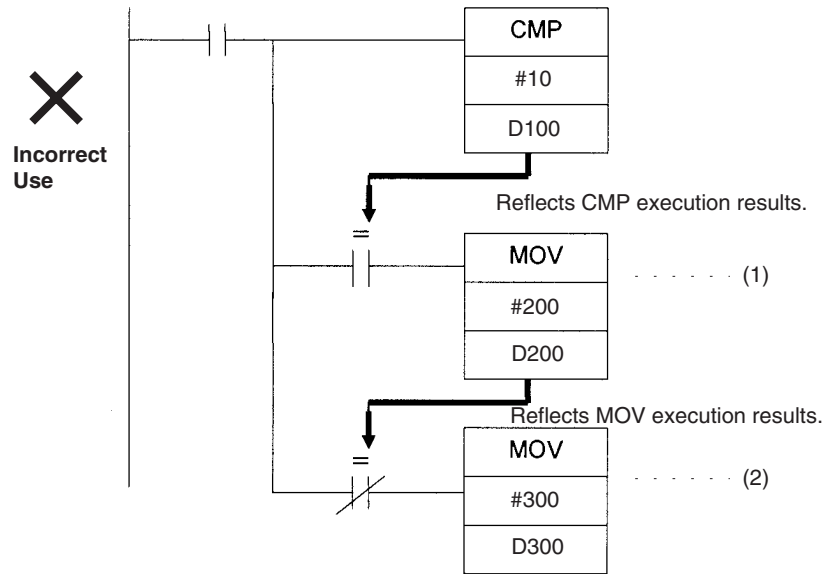 CMP
#10
D100
Incorrect
Use
Reflects CMP execution results.
=
MOV
(1)
#200
D200
Reflects MOV execution results.
=
MOV
(2)
#300
D300